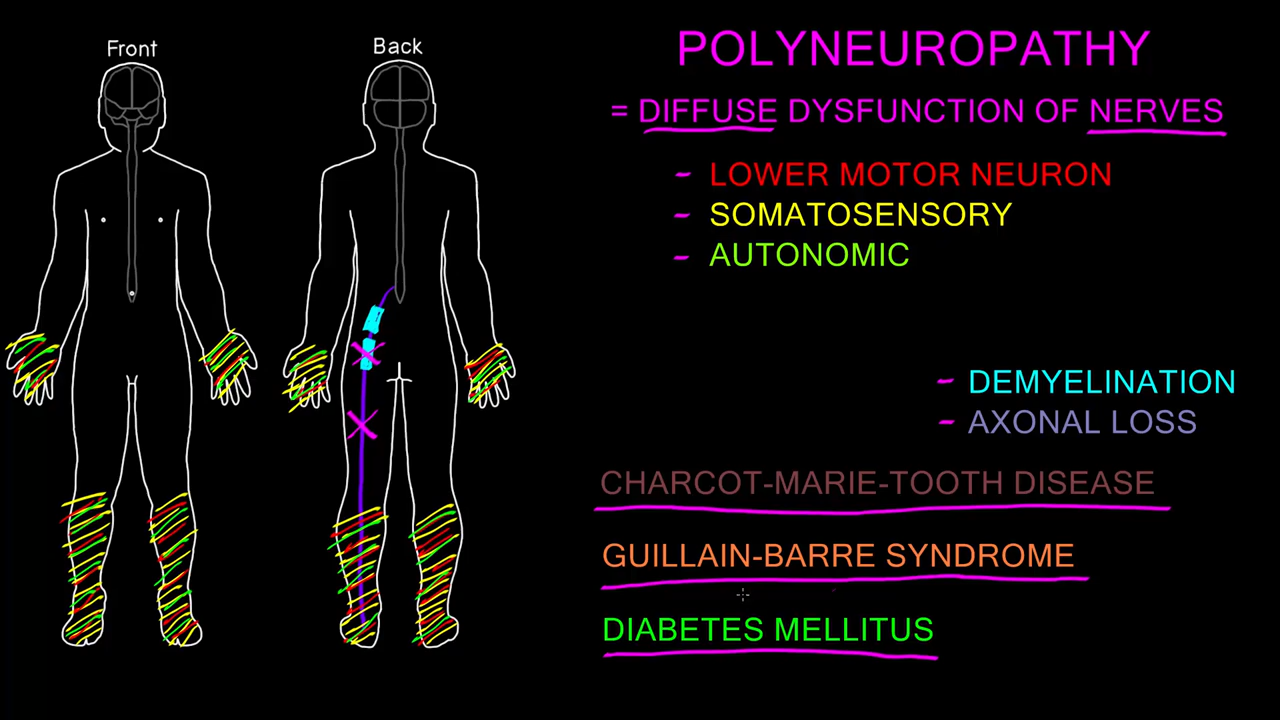 Front
Back
POLYNEUROPATHY
= DIFFUSE DYSFUNCTION OF NERVES
- LOWER MOTOR NEURON
- SOMATOSENSORY
- AUTONOMIC
- DEMYELINATION
- AXONAL LOSS
CHARCOT-MARIE-TOOTH DISEASE
GUILLAIN-BARRE SYNDROME
DIABETES MELLITUS